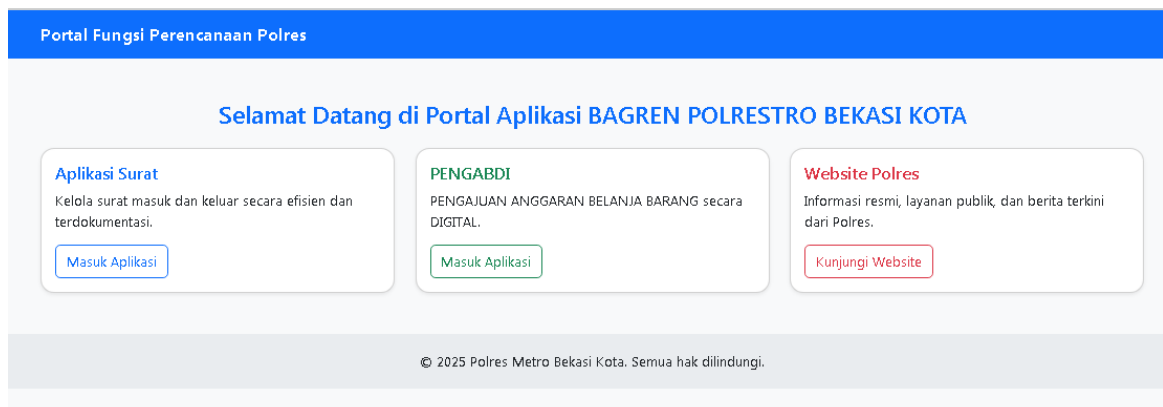 Portal Fungsi Perencanaan Polres
Selamat Datang di Portal Aplikasi BAGREN POLRESTRO BEKASI KOTA
Aplikasi Surat
Kelola surat masuk dan keluar secara efisien dan
terdokumentasi.
Masuk Aplikasi
PENGABDI
PENGAJUAN ANGGARAN BELANJA BARANG secara
DIGITAL.
Masuk Aplikasi
Website Polres
Informasi resmi, layanan publik, dan berita terkini
dari Polres.
Kunjungi Website
© 2025 Polres Metro Bekasi Kota. Semua hak dilindungi.